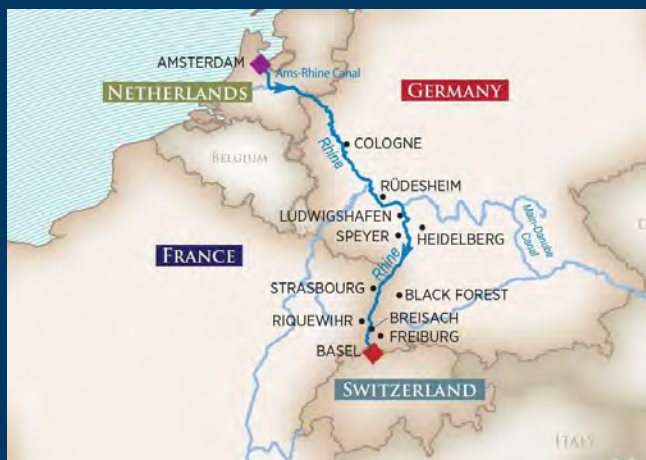 AMSTERDAM
Ams-Rhine Canal
NETHERLANDS
GERMANY
COLOGNE
BELGIUM
Rhine
RÜDESHEIM
LUDWIGSHAFEN
Main-Danube
Canal
SPEYER
HEIDELBERG
FRANCE
Rhine
STRASBOURG
BLACK FOREST
RIQUEWIHR
BREISACH
FREIBURG
BASEL
SWITZERLAND
ITALY